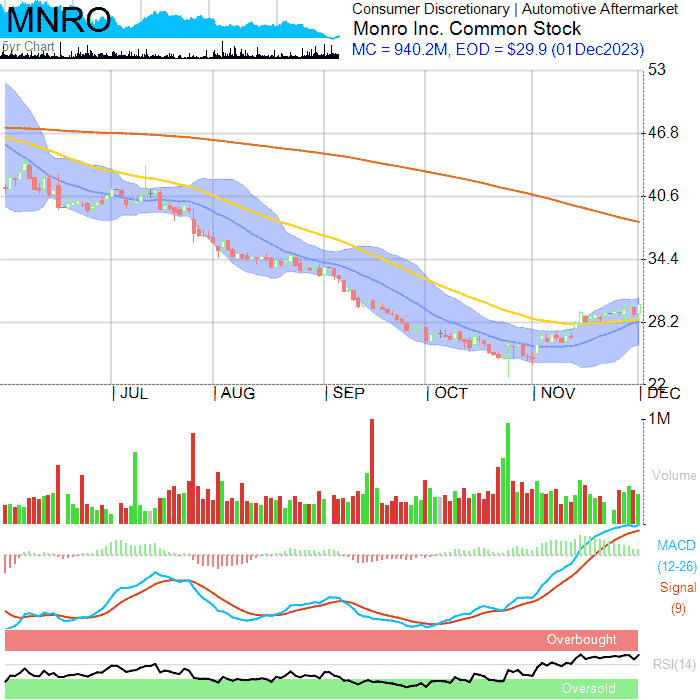 MNRO
5yr Chart
Consumer Discretionary | Automotive Aftermarket
Monro Inc. Common Stock
MC = 940.2M, EOD = $29.9 (01Dec2023)
53
46.8
40.6
34.4
28.2
22
| JUL | AUG | SEP | OCT | NOV | DEC
1M
Volume
MACD
(12-26)
Signal
(9)
Overbought
RSI(14)
Oversold